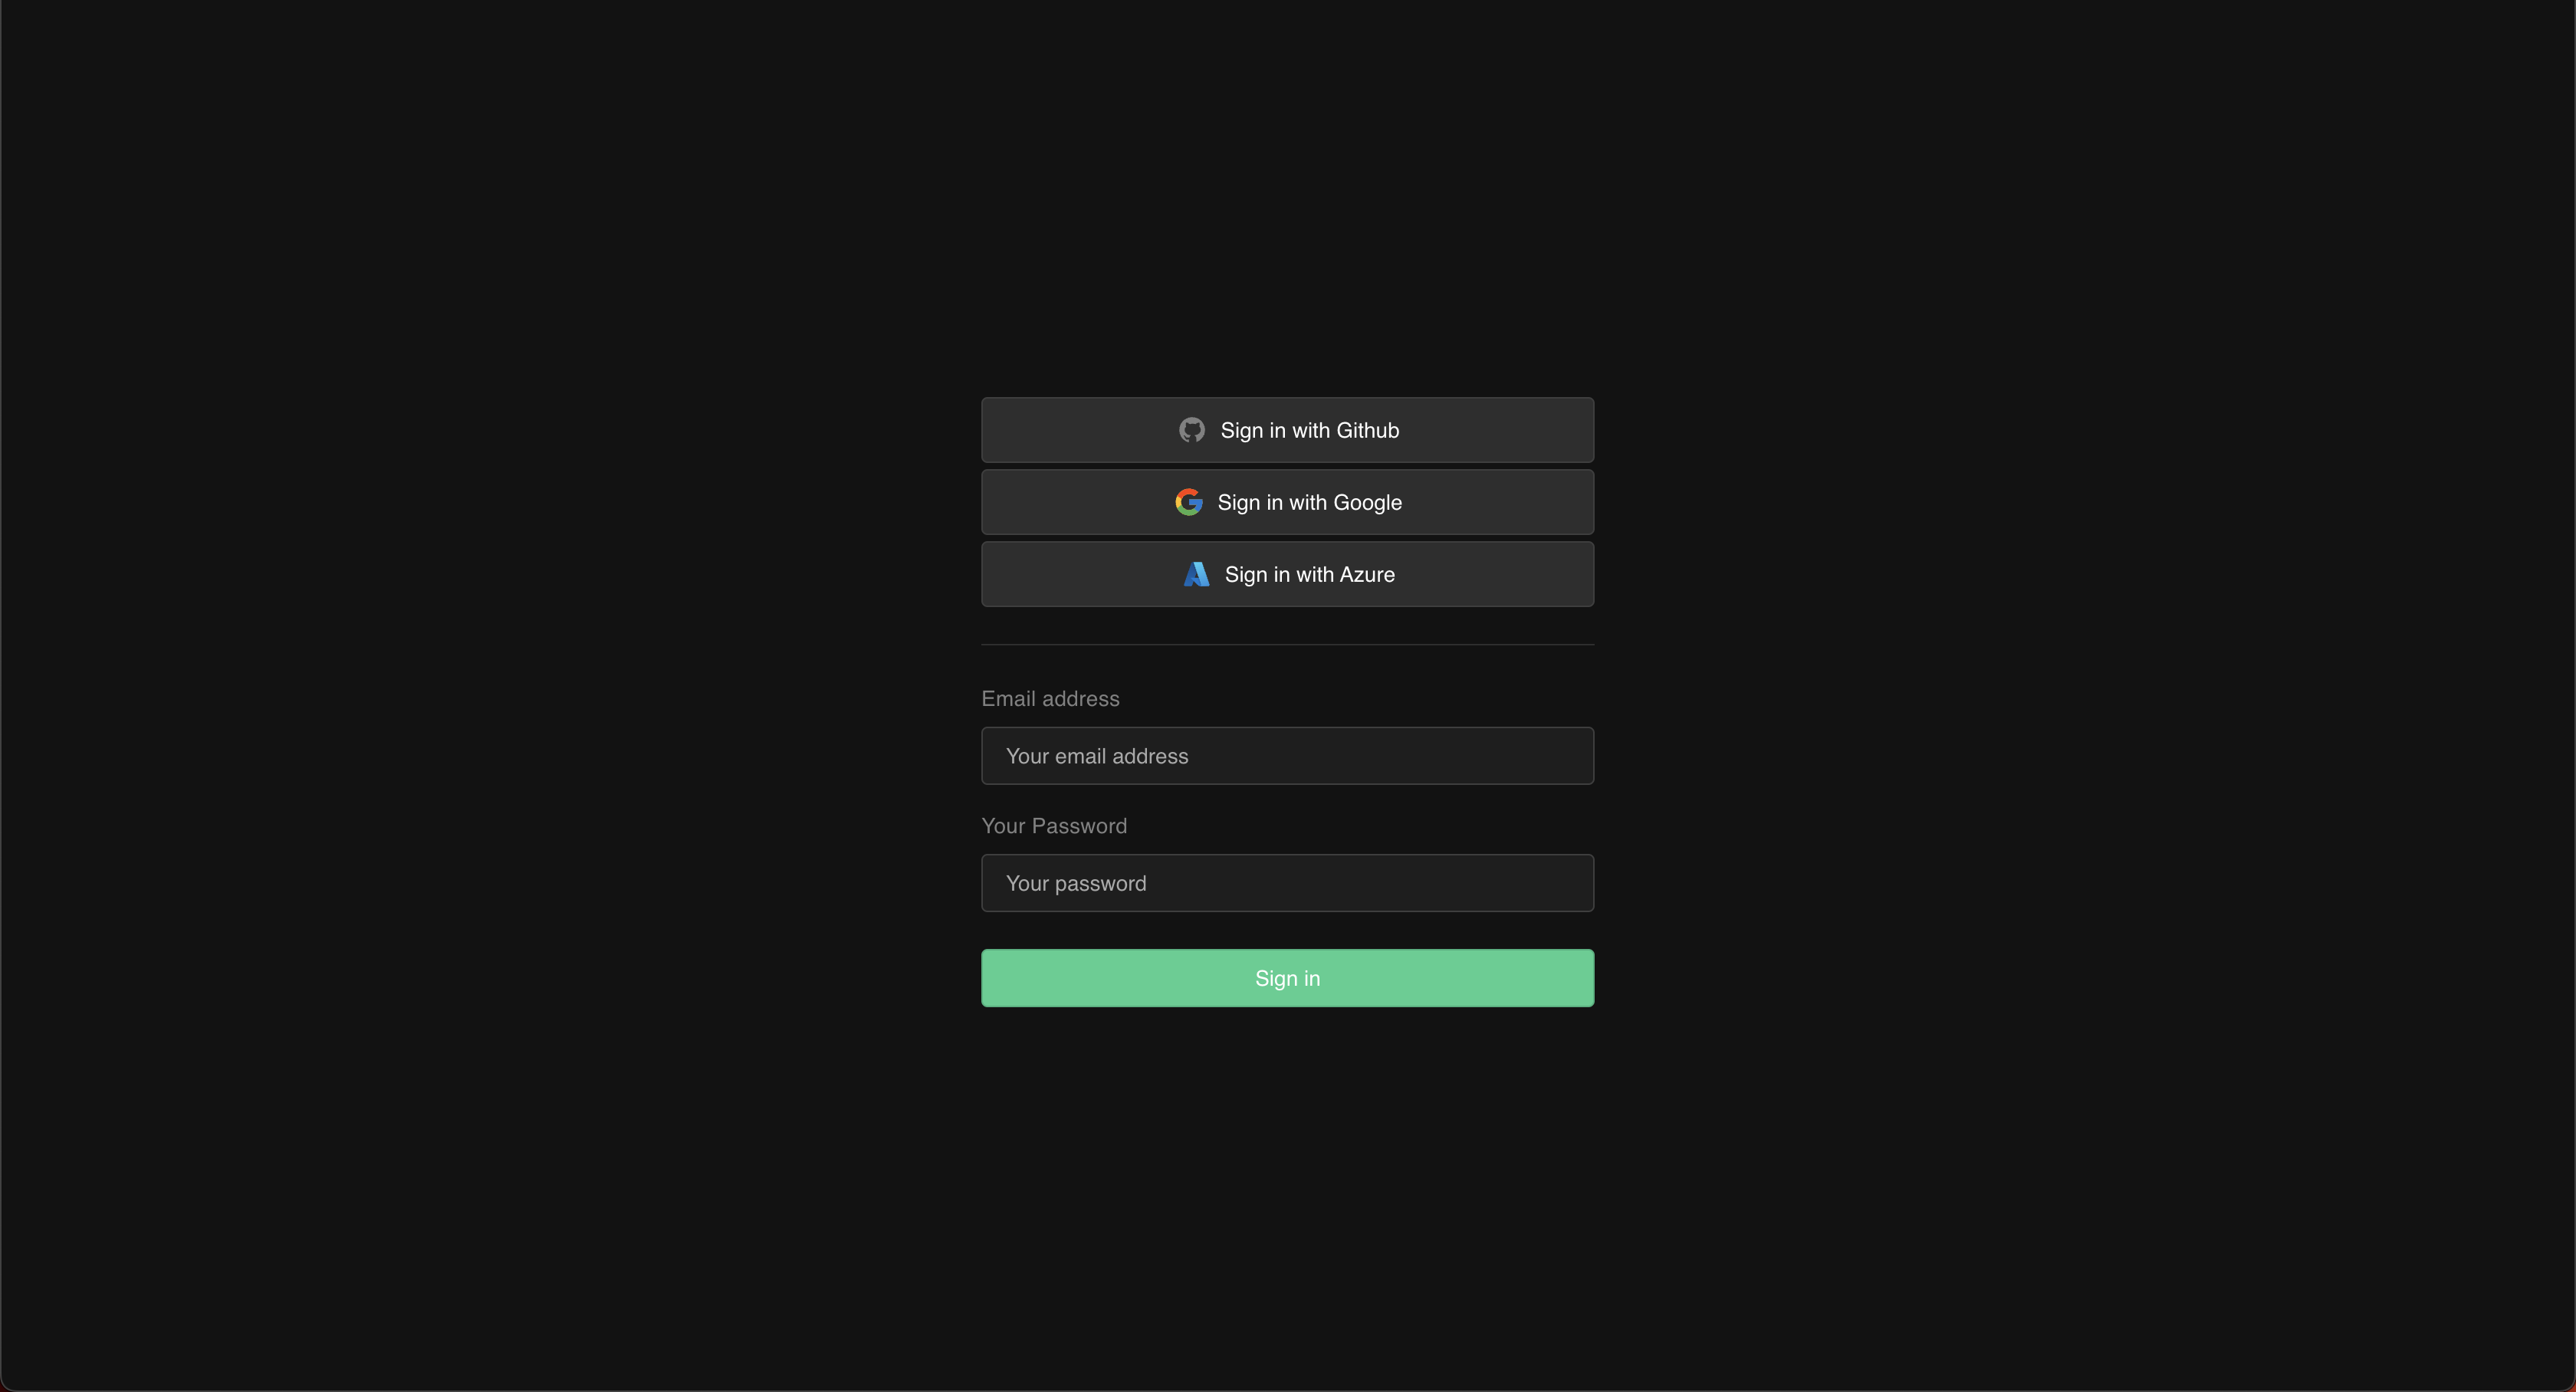 Sign in with Github
Sign in with Google
Sign in with Azure
Email address
Your email address
Your Password
Your password
Sign in